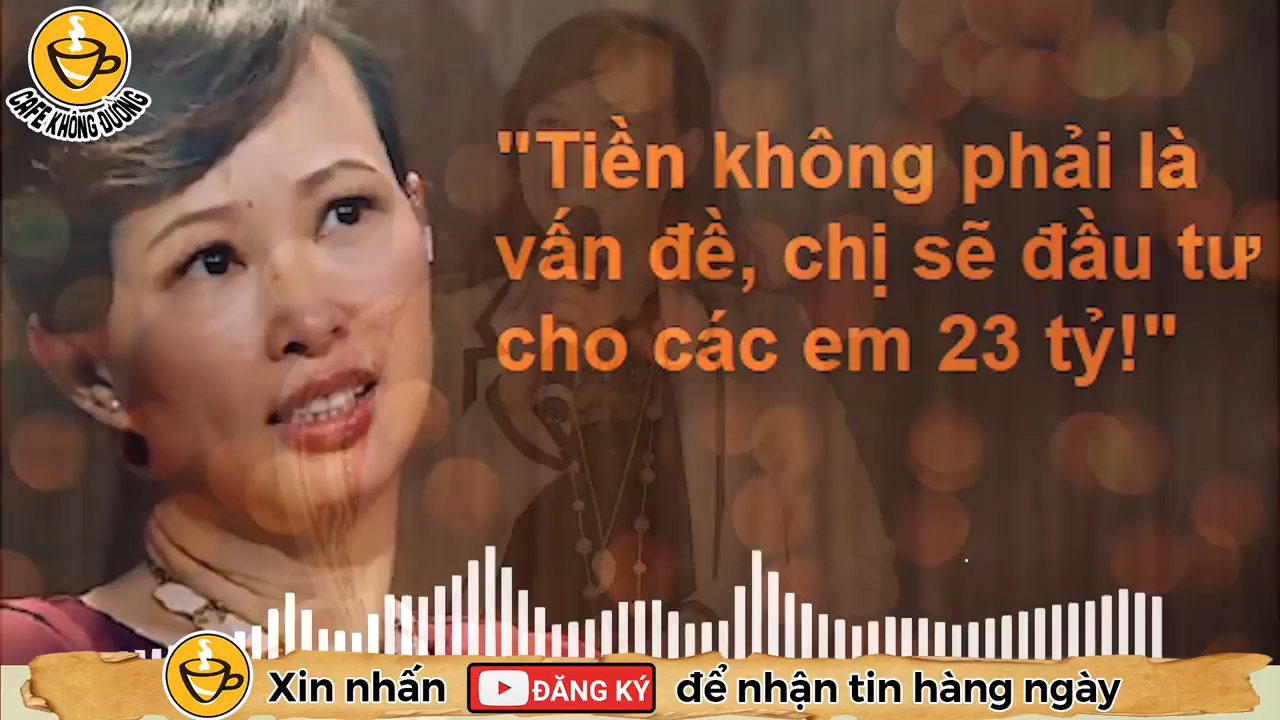 CAFE KHÔNG ĐƯỜNG
"Tiền không phải là
vấn đề, chị sẽ đầu tư
cho các em 23 tỷ!"
Xin nhấn ĐĂNG KÝ để nhận tin hàng ngày